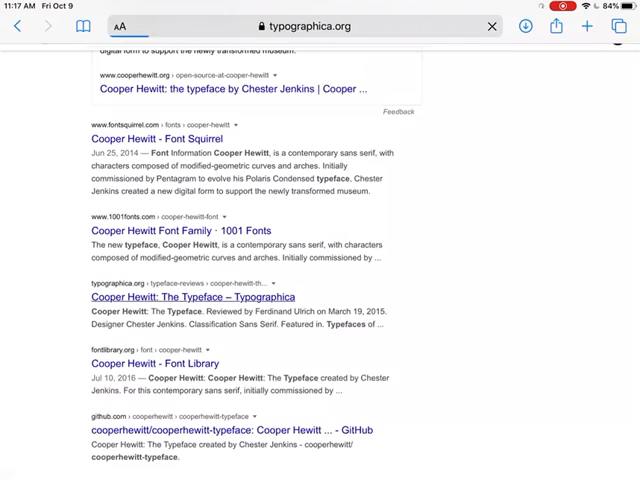 11:17 AM Fri Oct 9
84%
AA
typographica.org
digital form to support the newly transformed museum.
www.cooperhewitt.org › open-source-at-cooper-hewitt
Cooper Hewitt: the typeface by Chester Jenkins | Cooper ...
Feedback
www.fontsquirrel.com › fonts › cooper-hewitt
Cooper Hewitt - Font Squirrel
Jun 25, 2014 — Font Information Cooper Hewitt, is a contemporary sans serif, with
characters composed of modified-geometric curves and arches. Initially
commissioned by Pentagram to evolve his Polaris Condensed typeface, Chester
Jenkins created a new digital form to support the newly transformed museum.
www.1001fonts.com › cooper-hewitt-font
Cooper Hewitt Font Family · 1001 Fonts
The new typeface, Cooper Hewitt, is a contemporary sans serif, with characters
composed of modified-geometric curves and arches. Initially commissioned by ...
typographica.org › typeface-reviews › cooper-hewitt-th...
Cooper Hewitt: The Typeface – Typographica
Cooper Hewitt: The Typeface. Reviewed by Ferdinand Ulrich on March 19, 2015.
Designer Chester Jenkins. Classification Sans Serif. Featured in. Typefaces of ...
fontlibrary.org › font › cooper-hewitt
Cooper Hewitt - Font Library
Jul 10, 2016 — Cooper Hewitt: Cooper Hewitt: The Typeface created by Chester
Jenkins. For this contemporary sans serif, initially commissioned by ...
github.com › cooperhewitt › cooperhewitt-typeface
cooperhewitt/cooperhewitt-typeface: Cooper Hewitt ... - GitHub
Cooper Hewitt: The Typeface created by Chester Jenkins - cooperhewitt/
cooperhewitt-typeface.